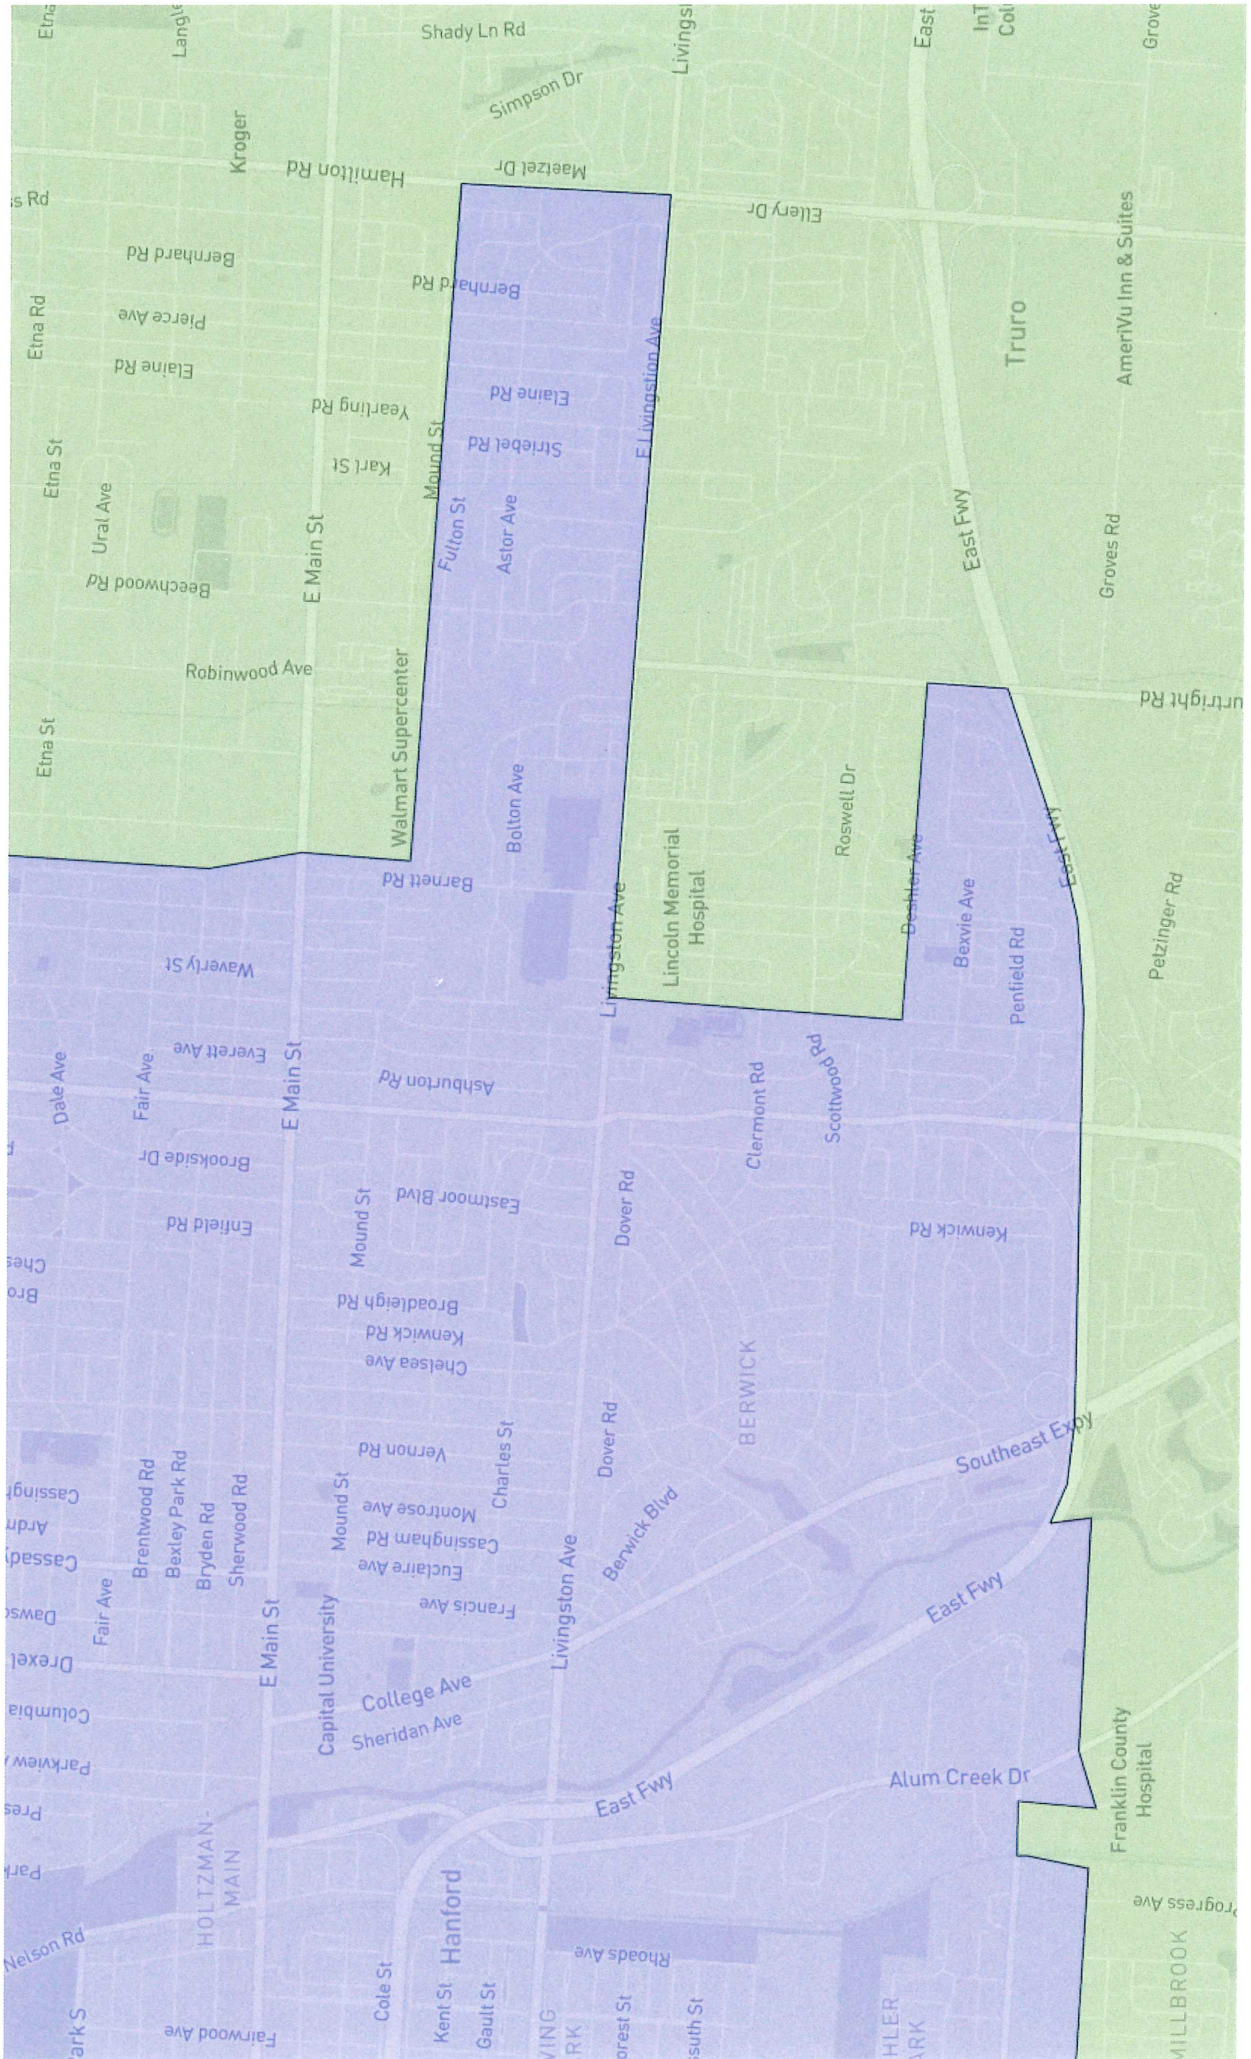 Shady Ln Rd
Simpson Dr
Kroger
Hamilton Rd
Maetzel Dr
Ellery Dr
Bernhard Rd
Bernhard Rd
Etna Rd
Pierce Ave
Elaine Rd
Elaine Rd
E Livingstion Ave
Truro
AmeriVu Inn & Suites
Yearling Rd
Karl St
Mound St
Striebel Rd
Etna St
Ural Ave
Beechwood Rd
E Main St
Fulton St
Astor Ave
East Fwy
Groves Rd
Robinwood Ave
Etna St
Walmart Supercenter
Bolton Ave
Barnett Rd
Livingston Ave
Lincoln Memorial
Hospital
Roswell Dr
Deshler Ave
Bexvie Ave
Penfield Rd
East Fwy
Petzinger Rd
Waverly St
Everett Ave
E Main St
Ashburton Rd
Dale Ave
Fair Ave
Clermont Rd
Scottwood Rd
Brookside Dr
Enfield Rd
Mound St
Eastmoor Blvd
Dover Rd
Kenwick Rd
Broadleigh Rd
Kenwick Rd
Chelsea Ave
BERWICK
Vernon Rd
Charles St
Dover Rd
Southeast Expy
Brentwood Rd
Bexley Park Rd
Bryden Rd
Sherwood Rd
Mound St
Montrose Ave
Cassingham Rd
Euclaire Ave
Francis Ave
Berwick Blvd
Livingston Ave
Cassady
Fair Ave
Drexel
Columbia
Parkview
E Main St
Capital University
College Ave
Sheridan Ave
East Fwy
East Fwy
Alum Creek Dr
Franklin County
Hospital
HOLTZMAN-
MAIN
Hanford
Nelson Rd
Rhoads Ave
Progress Ave
Cole St
Kent St
Gault St
Fairwood Ave
MILLBROOK